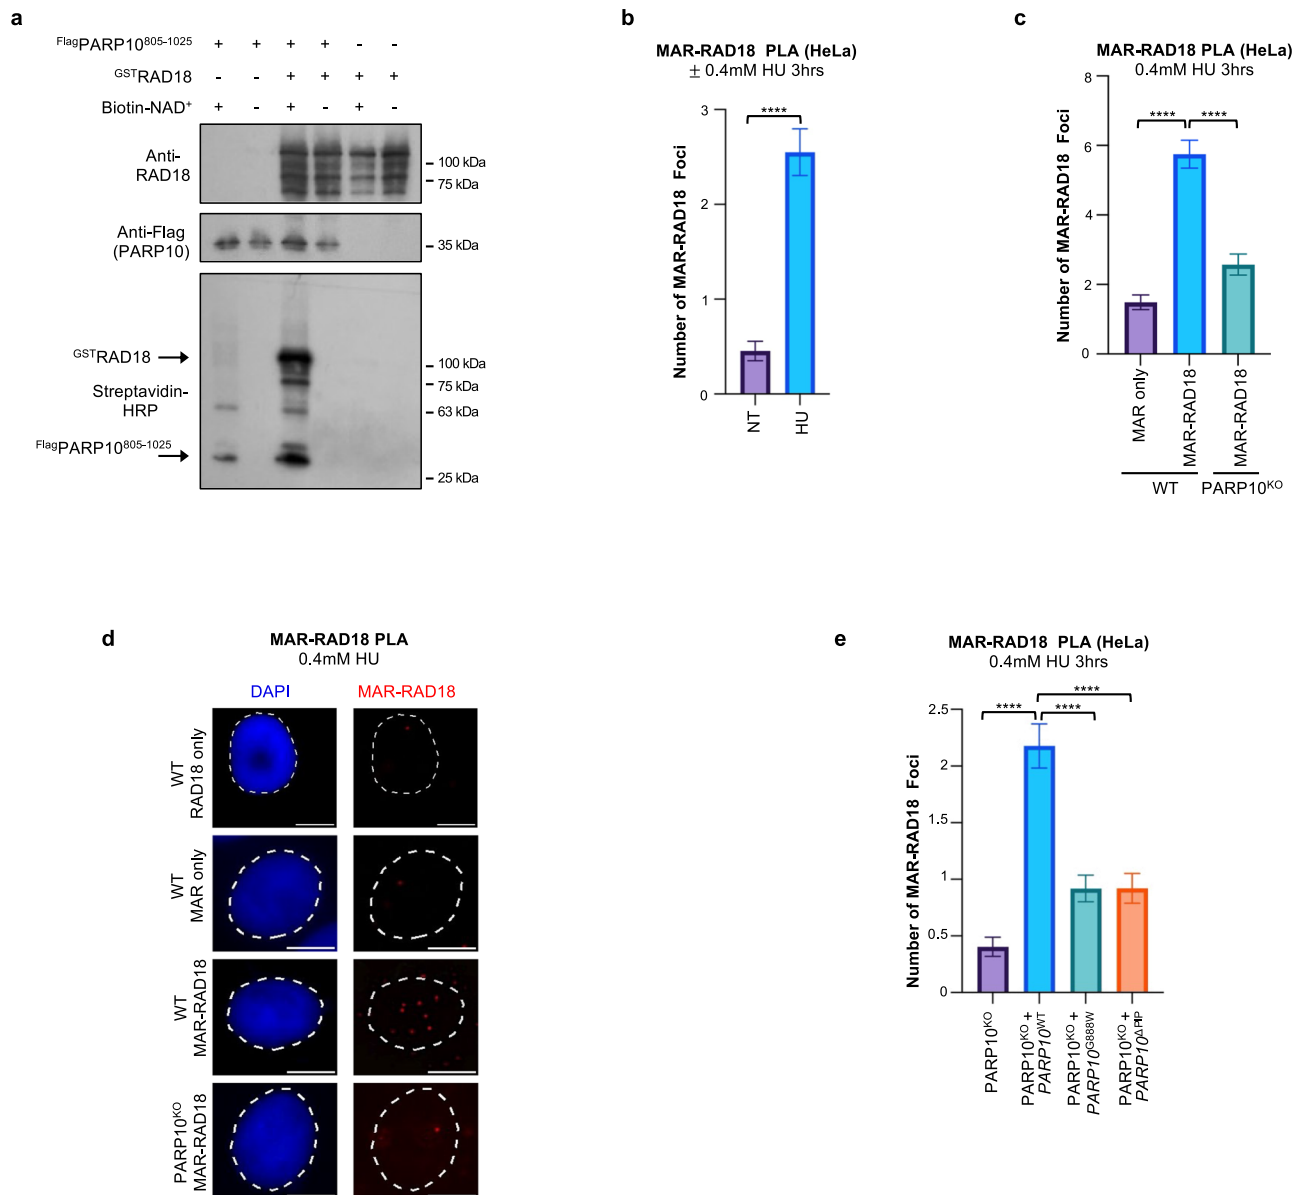 a
FlagPARP10805-1025 + + + + - -
GSTRAD18 - - + + + +
Biotin-NAD+ + - + - + -
Anti-
RAD18
100 kDa
75 kDa
Anti-Flag
(PARP10)
35 kDa
GSTRAD18
Streptavidin-
HRP
FlagPARP10805-1025
100 kDa
75 kDa
63 kDa
25 kDa
b
MAR-RAD18 PLA (HeLa)
± 0.4mM HU 3hrs
****
Number of MAR-RAD18 Foci
3
2
1
0
NT
HU
c
MAR-RAD18 PLA (HeLa)
0.4mM HU 3hrs
**** ****
Number of MAR-RAD18 Foci
8
6
4
2
0
MAR only
MAR-RAD18
MAR-RAD18
WT PARP10KO
d
MAR-RAD18 PLA
0.4mM HU
DAPI MAR-RAD18
WT
RAD18 only
WT
MAR only
WT
MAR-RAD18
PARP10KO
MAR-RAD18
e
MAR-RAD18 PLA (HeLa)
0.4mM HU 3hrs
****
**** ****
Number of MAR-RAD18 Foci
2.5
2
1.5
1
0.5
0
PARP10KO
PARP10KO +
PARP10WT
PARP10KO +
PARP10G888W
PARP10KO +
PARP10ΔPIP